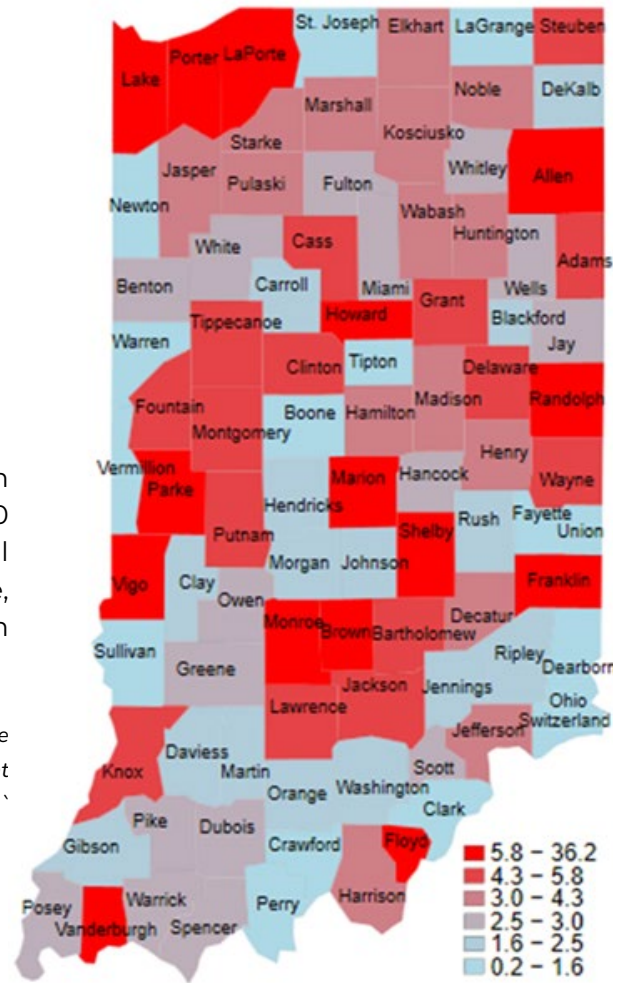 St. Joseph Elkhart LaGrange Steuben
Lake Porter LaPorte
Noble DeKalb
Marshall
Starke Kosciusko
Jasper Pulaski Fulton Whitley Allen
Newton
Wabash
White Cass Huntington
Adams
Benton Carroll Miami Grant Wells
Tippecanoe Howard Blackford
Warren Jay
Clinton Tipton Delaware
Fountain Boone Hamilton Madison Randolph
Montgomery
Henry
Vermillion Parke Marion Hancock Wayne
Hendricks
Putnam Shelby Rush Fayette
Union
Morgan Johnson
Vigo Clay Franklin
Owen
Monroe Brown Bartholomew Decatur
Sullivan Ripley
Greene Dearborn
Jackson Jennings
Lawrence Ohio
Jefferson Switzerland
Knox Daviess Martin Scott
Orange Washington
Clark
Pike Dubois
Gibson Crawford Floyd
Posey Warrick Perry Harrison
Vanderburgh Spencer
5.8 – 36.2
4.3 – 5.8
3.0 – 4.3
2.5 – 3.0
1.6 – 2.5
0.2 – 1.6